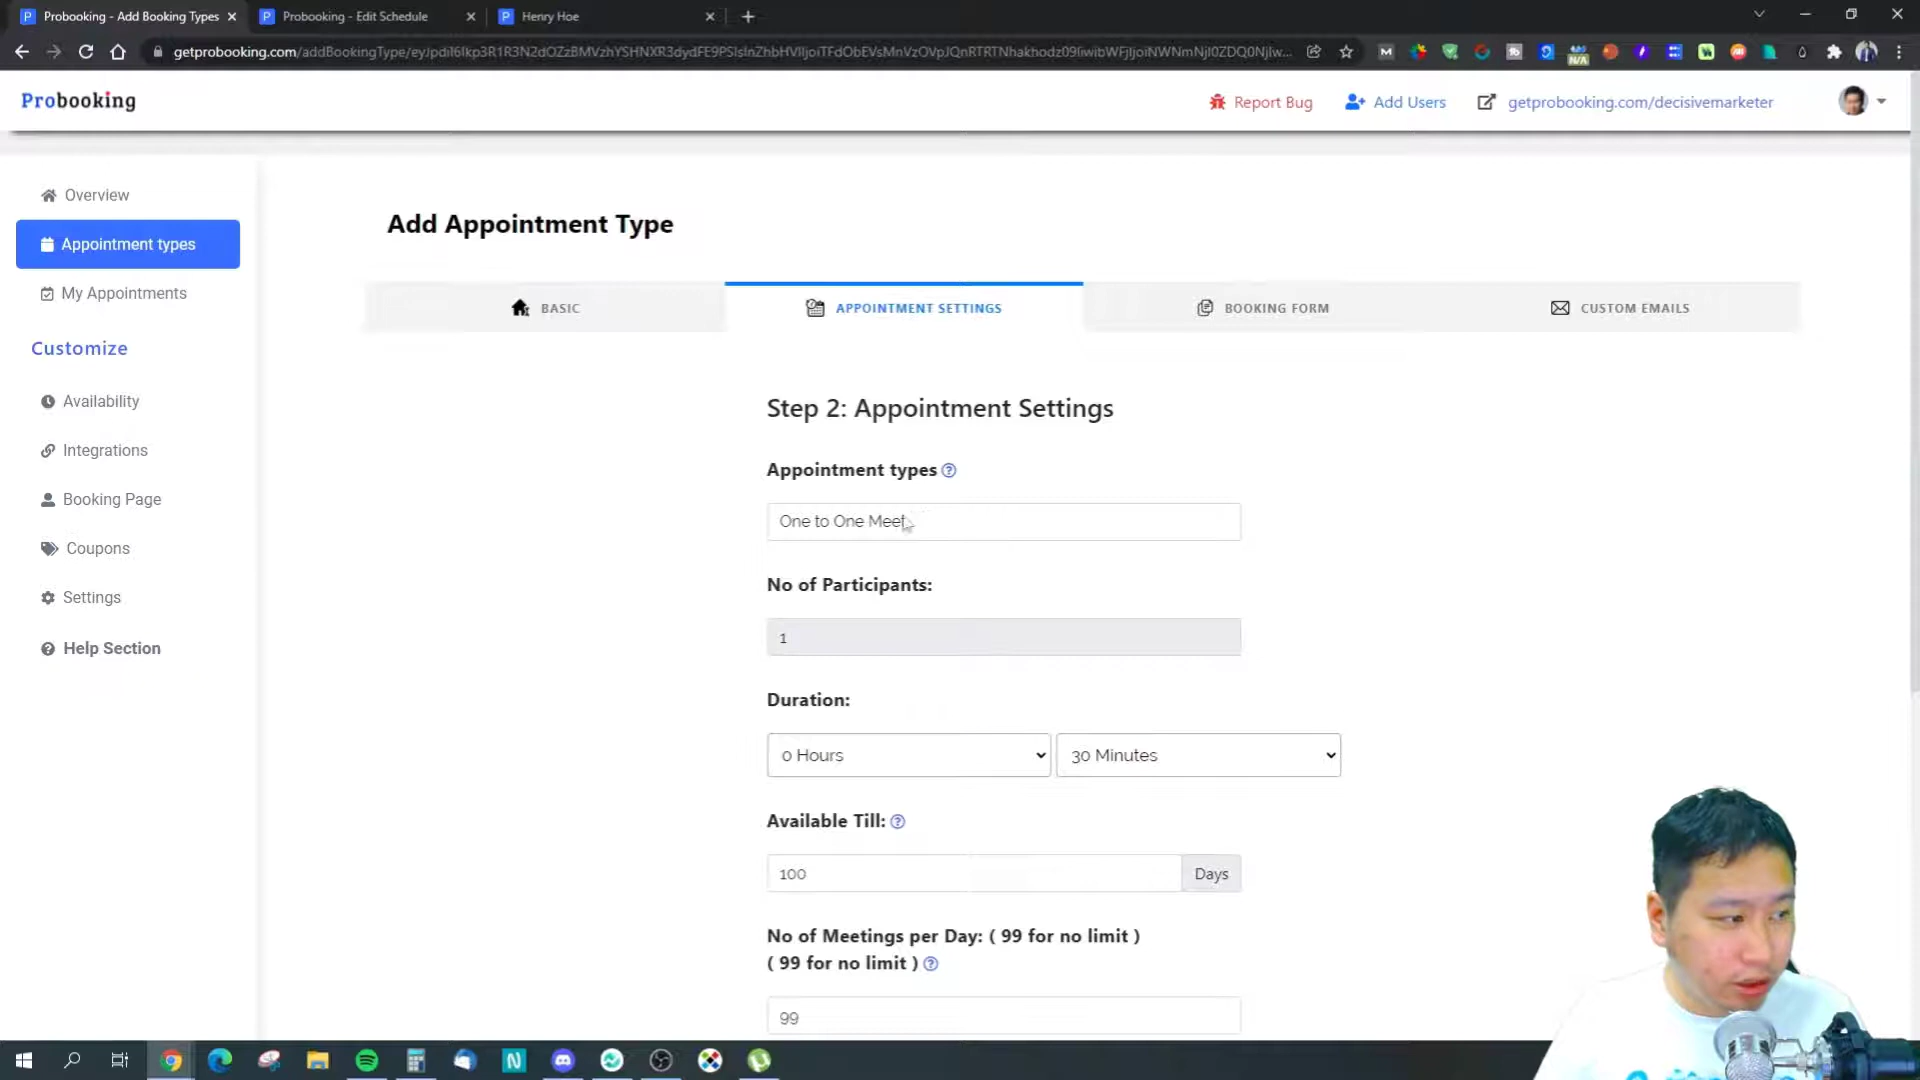 Probooking - Add Booking Types
Probooking - Edit Schedule
Henry Hoe
Probooking
Report Bug
Add Users
getprobooking.com/decisivemarketer
Overview
Appointment types
My Appointments
Customize
Availability
Integrations
Booking Page
Coupons
Settings
Help Section
Add Appointment Type
BASIC
APPOINTMENT SETTINGS
BOOKING FORM
CUSTOM EMAILS
Step 2: Appointment Settings
Appointment types
One to One Meet
No of Participants:
1
Duration:
0 Hours
30 Minutes
Available Till:
100
Days
No of Meetings per Day: ( 99 for no limit )
( 99 for no limit )
99